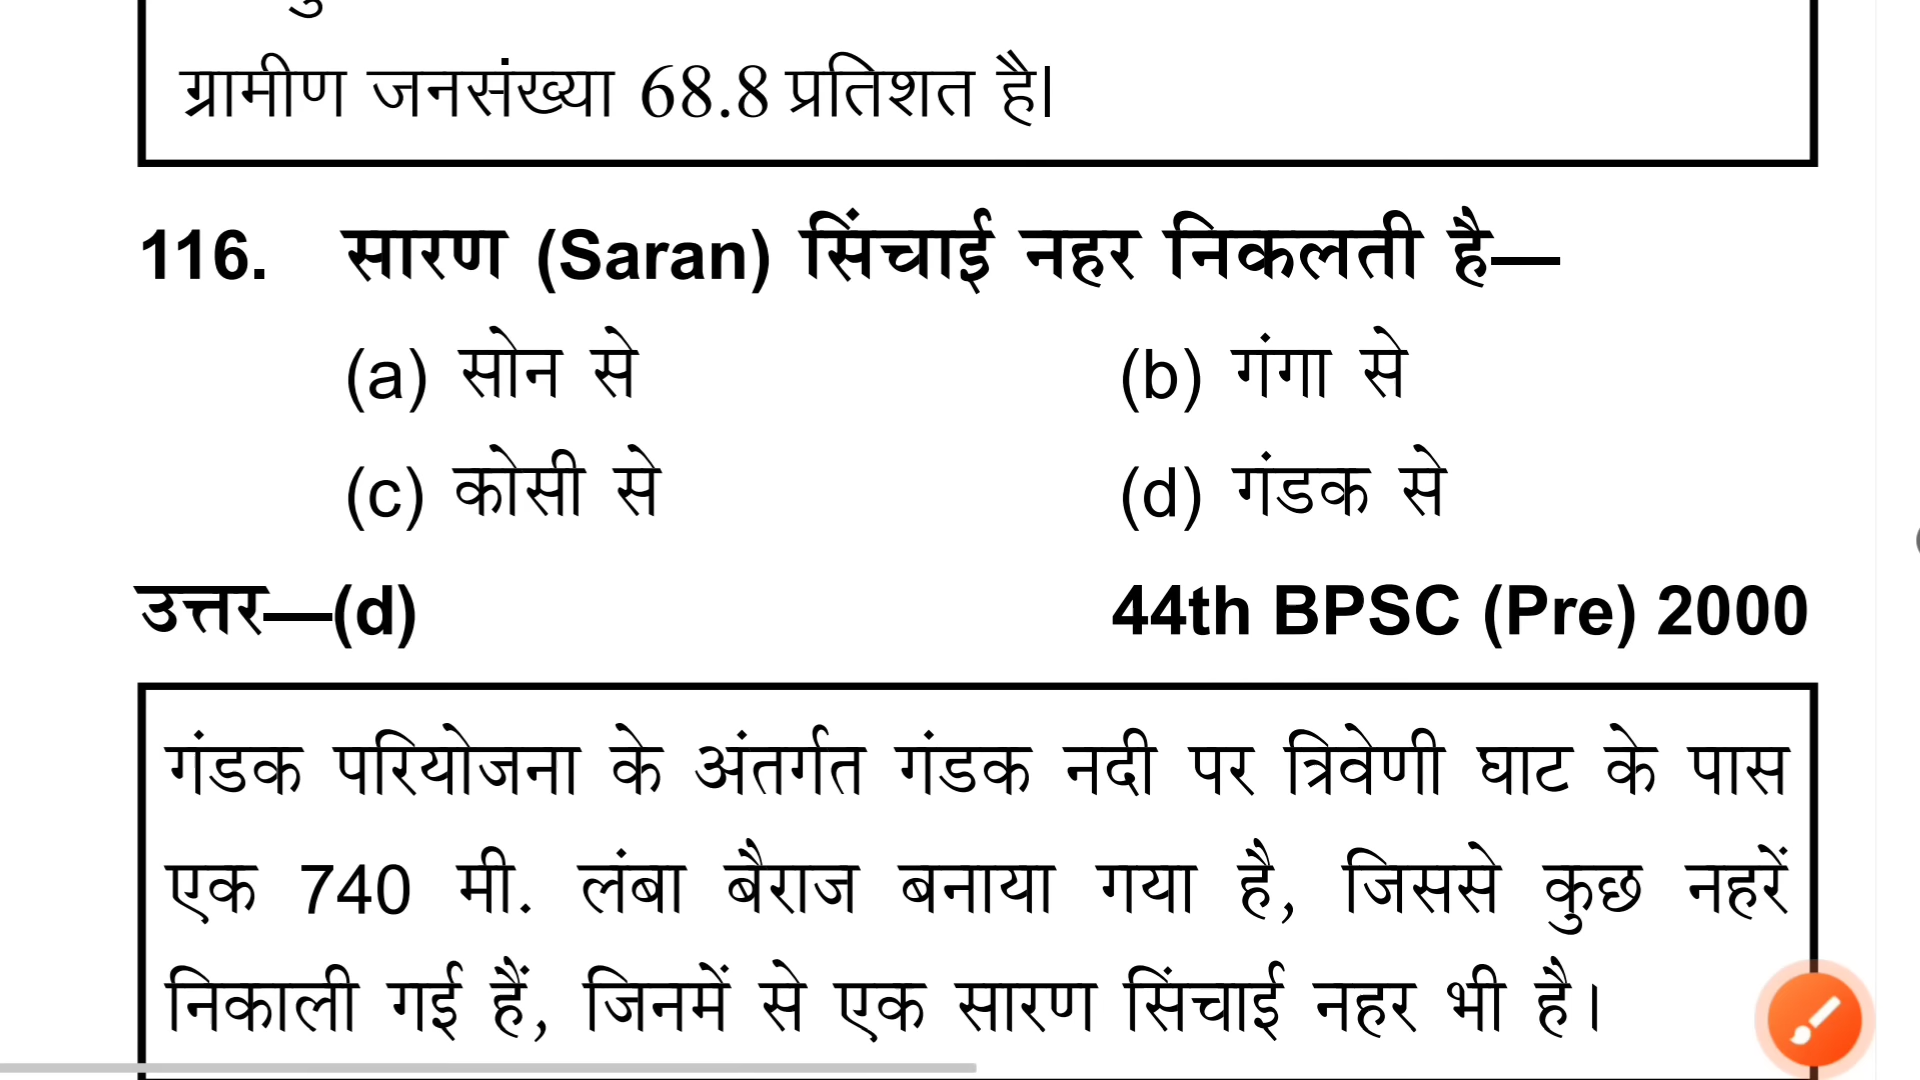 ग्रामीण जनसंख्या 68.8 प्रतिशत है।
116. सारण (Saran) सिंचाई नहर निकलती है—
(a) सोन से (b) गंगा से
(c) कोसी से (d) गंडक से
उत्तर—(d) 44th BPSC (Pre) 2000
गंडक परियोजना के अंतर्गत गंडक नदी पर त्रिवेणी घाट के पास
एक 740 मी. लंबा बैराज बनाया गया है, जिससे कुछ नहरें
निकाली गई हैं, जिनमें से एक सारण सिंचाई नहर भी है।